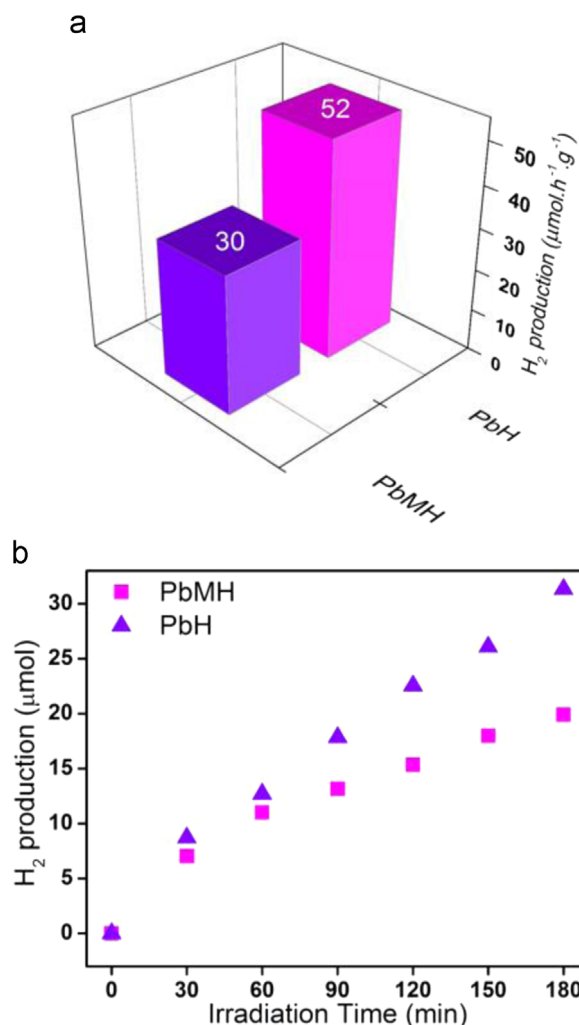 a
52
30
50
40
30
20
10
0
H₂ production (μmol.h⁻¹.g⁻¹)
PbH
PbMH
b
PbMH
PbH
30
25
20
15
10
5
0
H₂ production (μmol)
0 30 60 90 120 150 180
Irradiation Time (min)